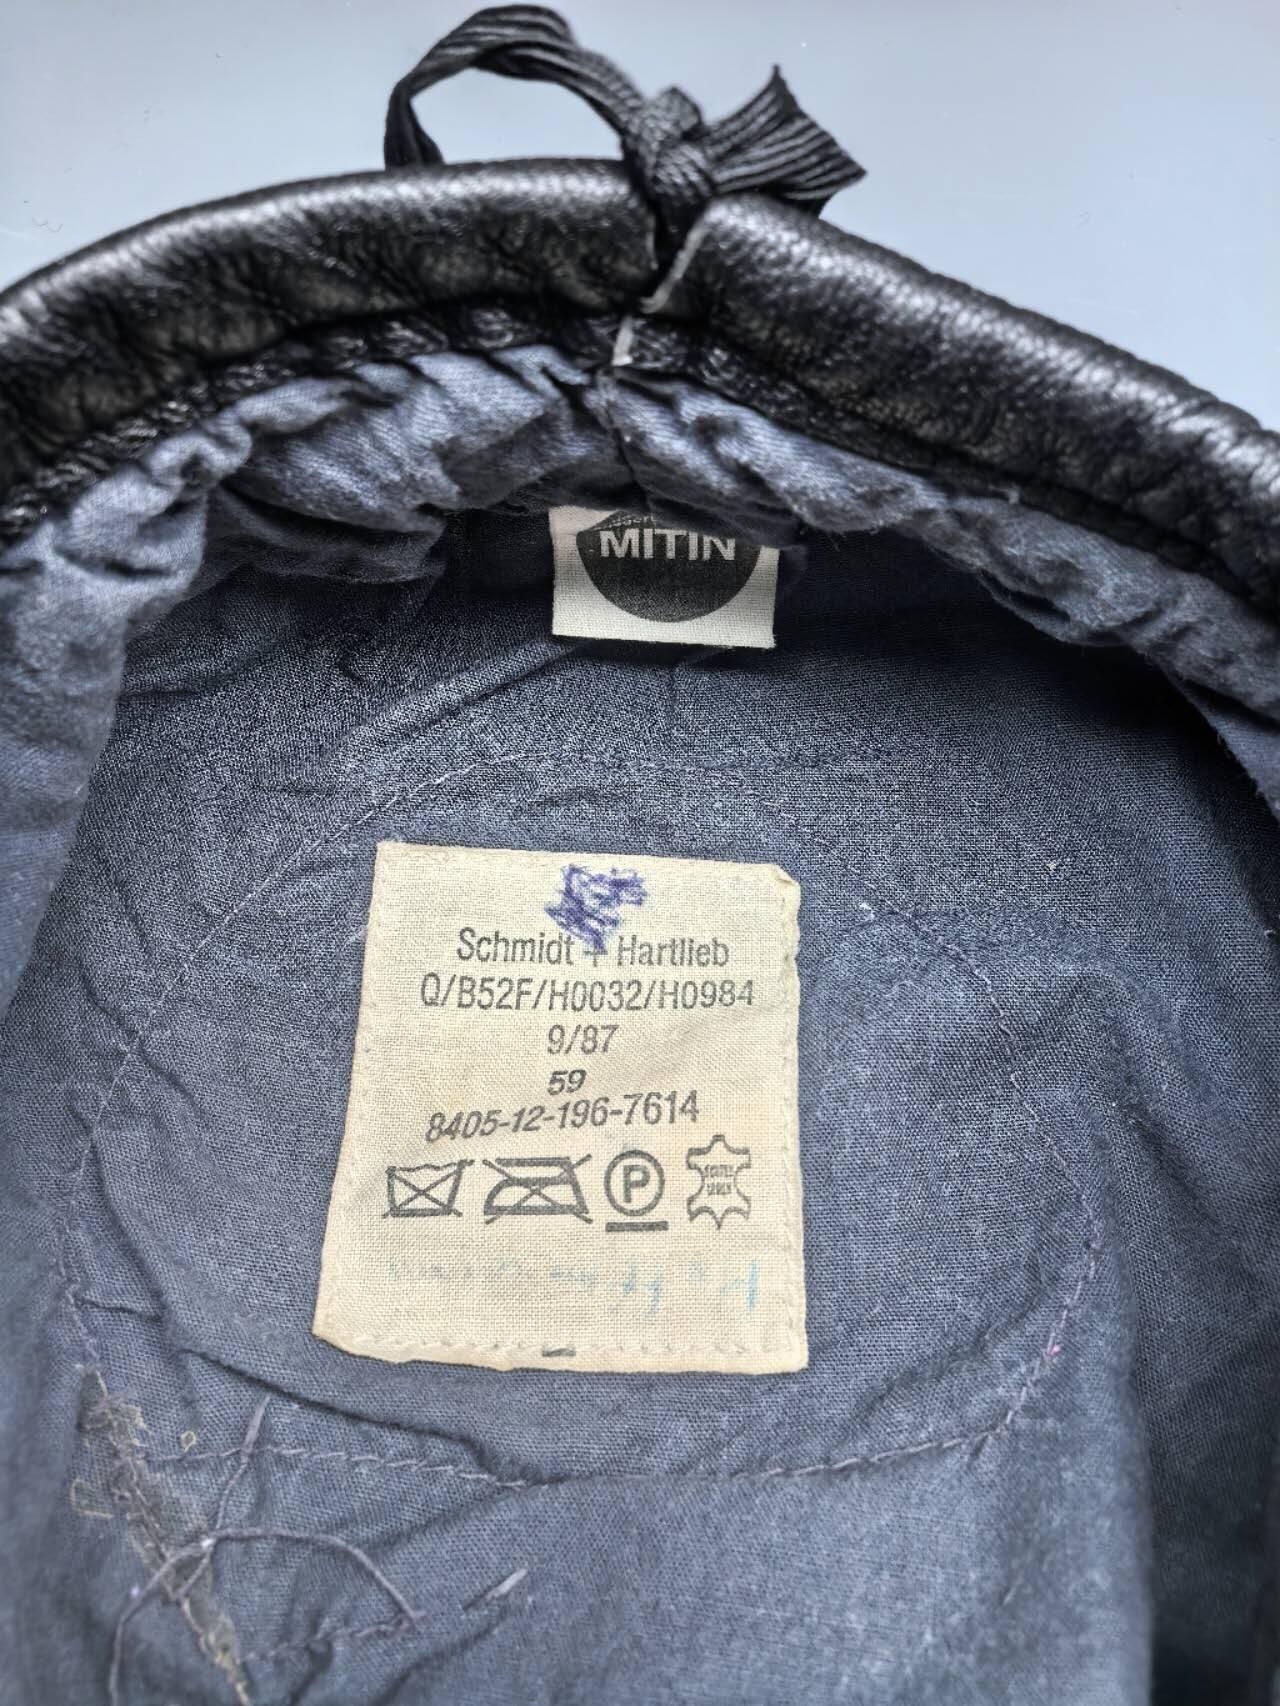 MITIN
Schmidt + Hartlieb
Q/B52F/H0032/H0984
9/87
59
8405-12-196-7614
P